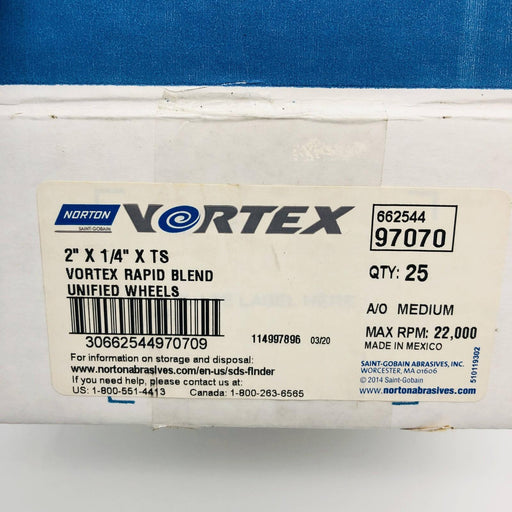 NORTON
SAINT-GOBAIN
VORTEX
2" X 1/4" X TS
VORTEX RAPID BLEND
UNIFIED WHEELS
30662544970709
114997896 03/20
For information on storage and disposal:
www.nortonabrasives.com/en-us/sds-finder
If you need help, please contact us at:
US: 1-800-551-4413 Canada: 1-800-263-6565
662544
97070
QTY: 25
A/O MEDIUM
MAX RPM: 22,000
MADE IN MEXICO
SAINT-GOBAIN ABRASIVES, INC.
WORCESTER, MA 01606
© 2014 Saint-Gobain
www.nortonabrasives.com
510119302